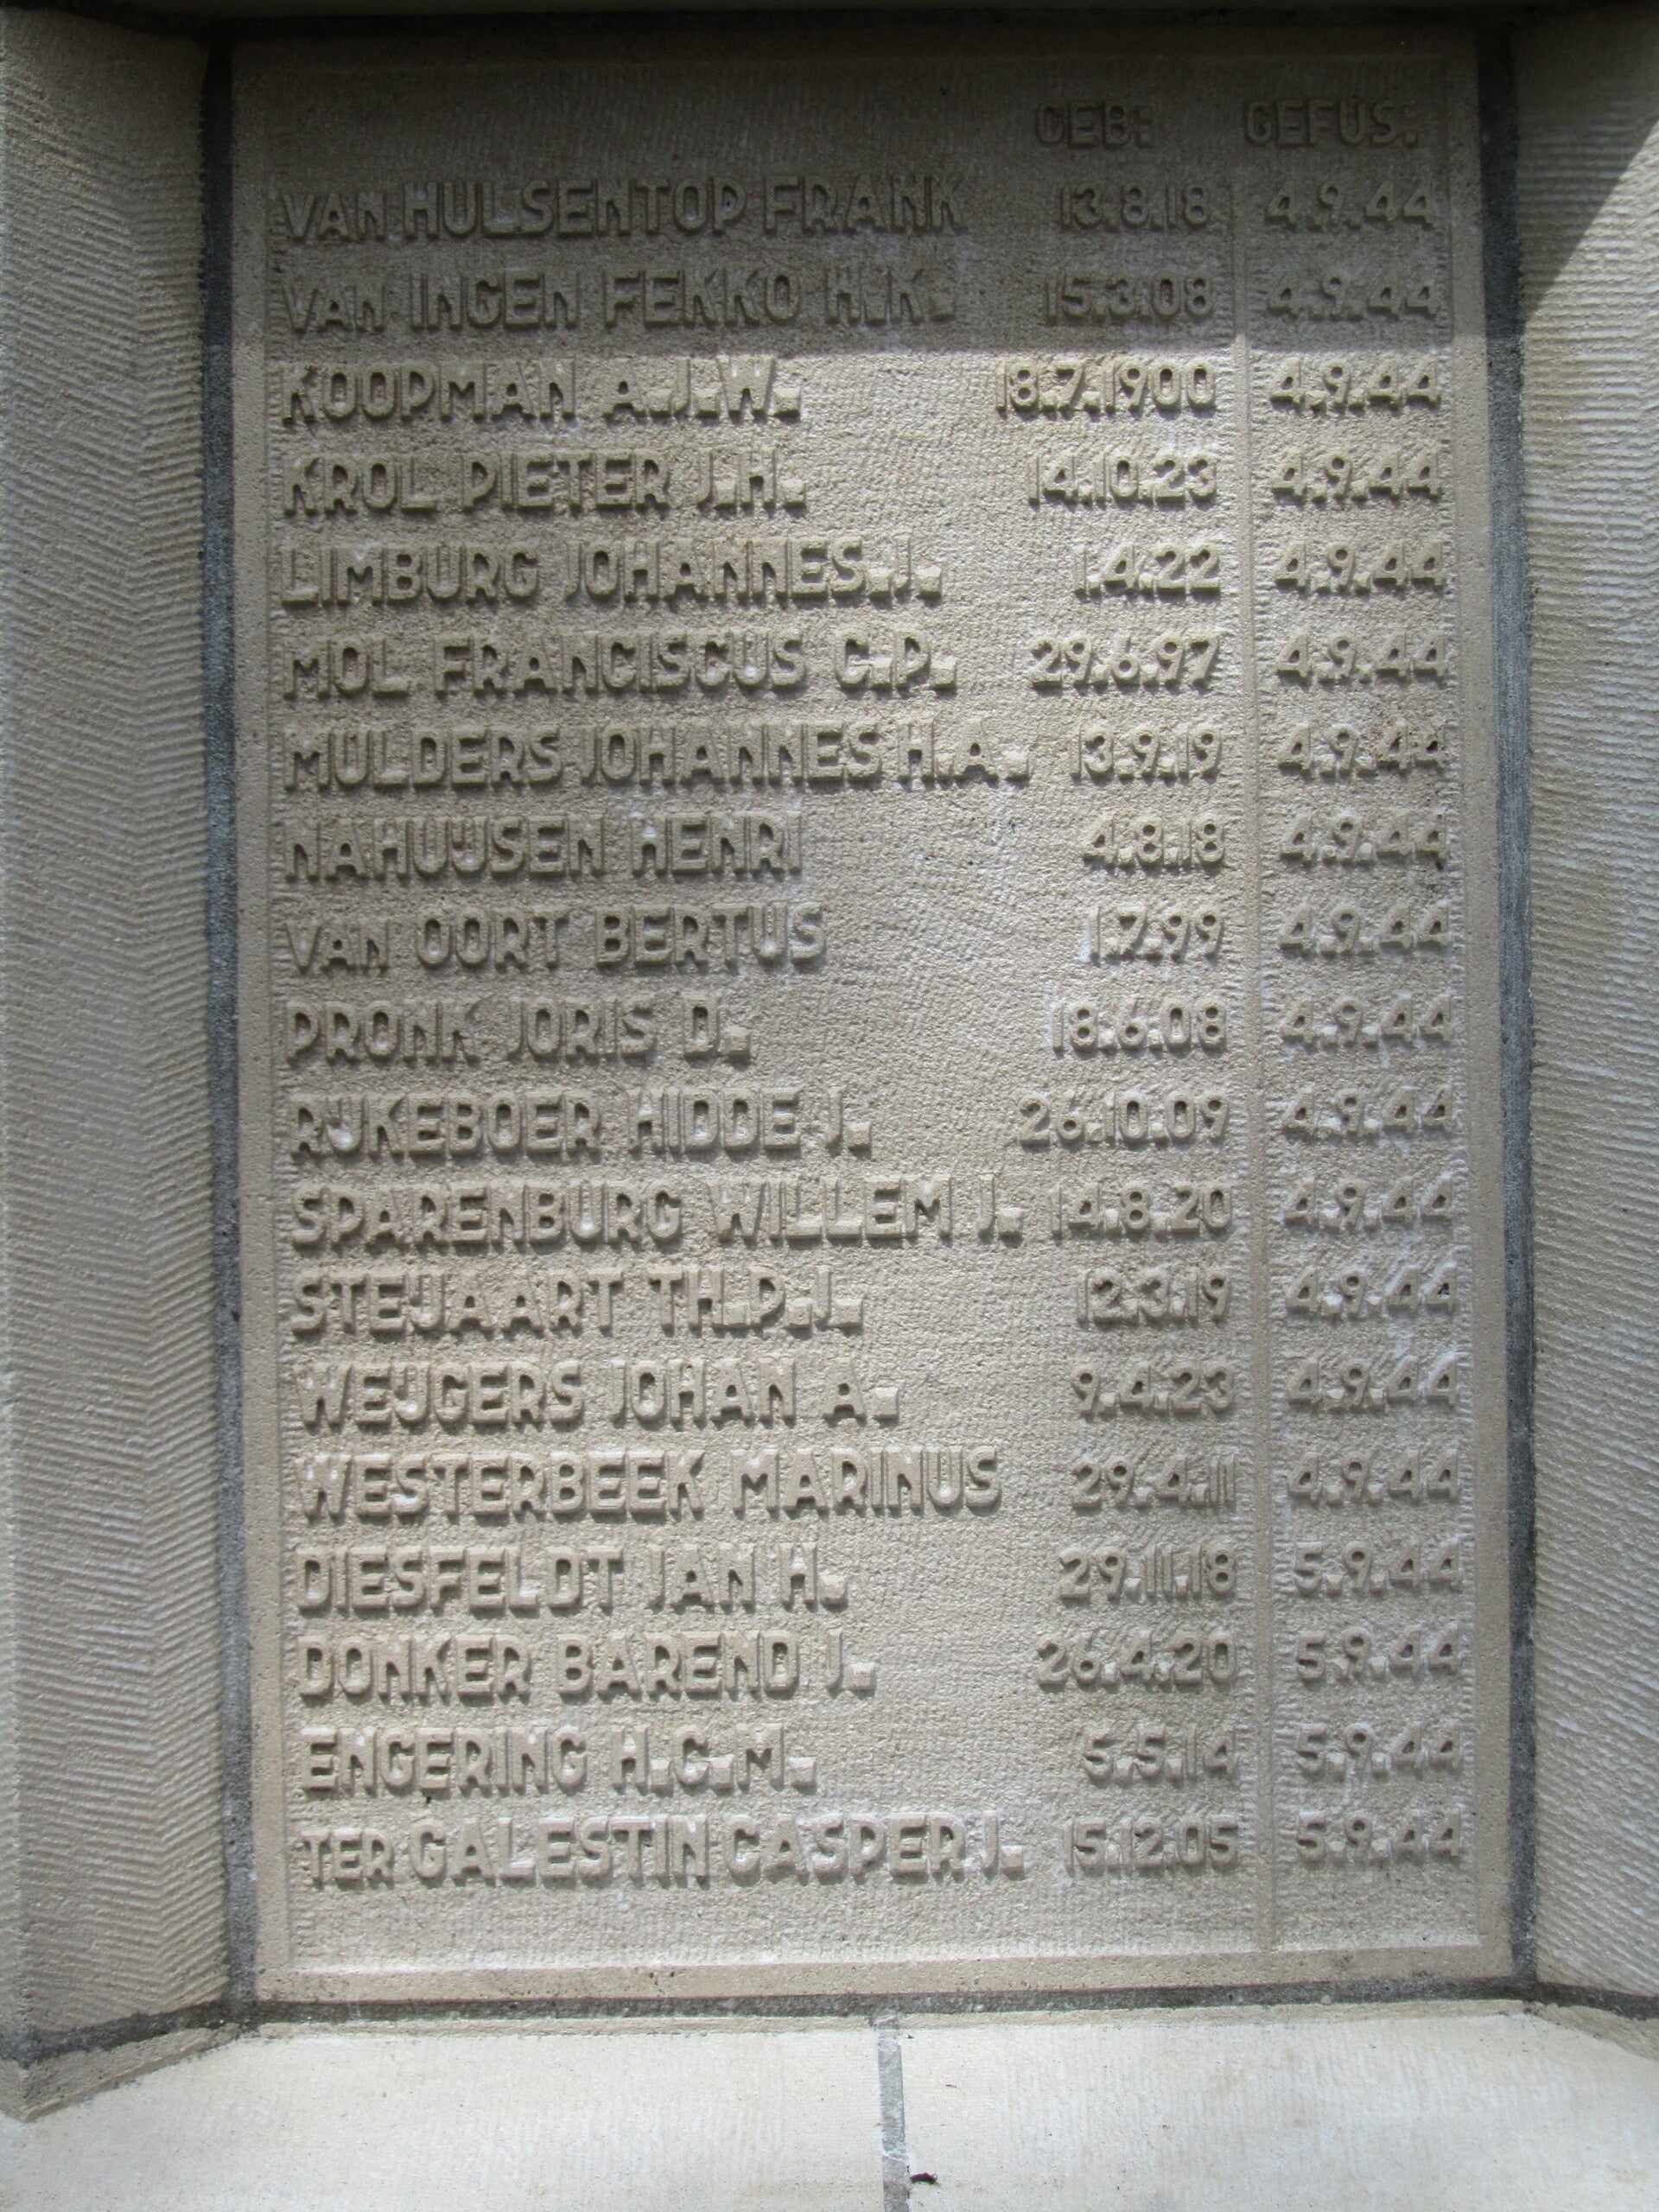 GEB: GEFUS.
VAN HULSENTOP FRANK 13.8.18 4.9.44
VAN INGEN FEKKO H.K. 15.3.08 4.9.44
KOOPMAN A.J.W. 18.7.1900 4.9.44
KROL PIETER J.H. 14.10.23 4.9.44
LIMBURG JOHANNES.J. 1.4.22 4.9.44
MOL FRANCISCUS C.P. 29.6.97 4.9.44
MULDERS JOHANNES H.A. 13.9.19 4.9.44
NAHUIJSEN HENRI 4.8.18 4.9.44
VAN OORT BERTUS 1.7.99 4.9.44
PRONK JORIS D. 18.6.08 4.9.44
RIJKEBOER HIDDE J. 26.10.09 4.9.44
SPARENBURG WILLEM J. 14.8.20 4.9.44
STEIJAART TH.P.J. 12.3.19 4.9.44
WEIJGERS JOHAN A. 9.4.23 4.9.44
WESTERBEEK MARINUS 29.4.11 4.9.44
DIESFELDT JAN H. 29.11.18 5.9.44
DONKER BAREND J. 26.4.20 5.9.44
ENGERING H.C.M. 5.5.14 5.9.44
TER GALESTIN CASPER J. 15.12.05 5.9.44